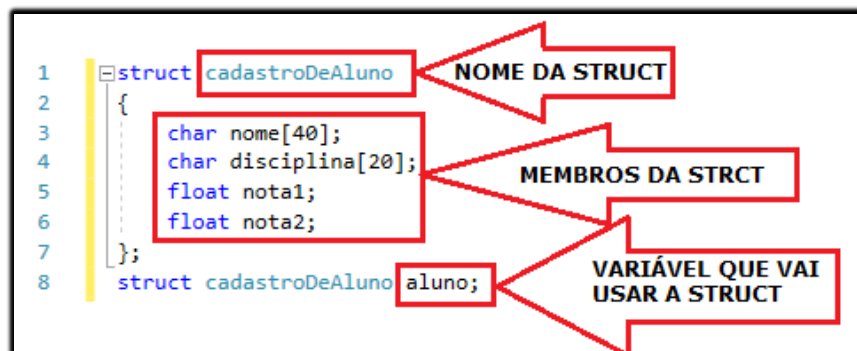 1 struct cadastroDeAluno NOME DA STRUCT
2 {
3 char nome[40];
4 char disciplina[20];
5 float nota1;
6 float nota2;
MEMBROS DA STRCT
7 };
8 struct cadastroDeAluno aluno;
VARIÁVEL QUE VAI
USAR A STRUCT